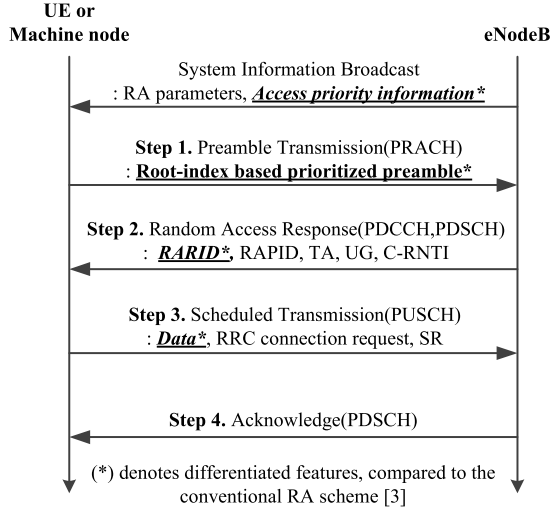 UE or
Machine node
eNodeB
System Information Broadcast
: RA parameters, Access priority information*
Step 1. Preamble Transmission(PRACH)
: Root-index based prioritized preamble*
Step 2. Random Access Response(PDCCH,PDSCH)
: RARID*, RAPID, TA, UG, C-RNTI
Step 3. Scheduled Transmission(PUSCH)
: Data*, RRC connection request, SR
Step 4. Acknowledge(PDSCH)
(*) denotes differentiated features, compared to the
conventional RA scheme [3]